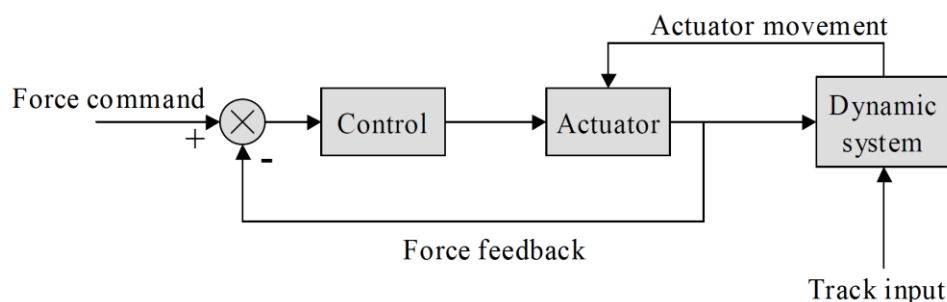 Actuator movement
Force command
+
-
Control
Actuator
Dynamic
system
Force feedback
Track input